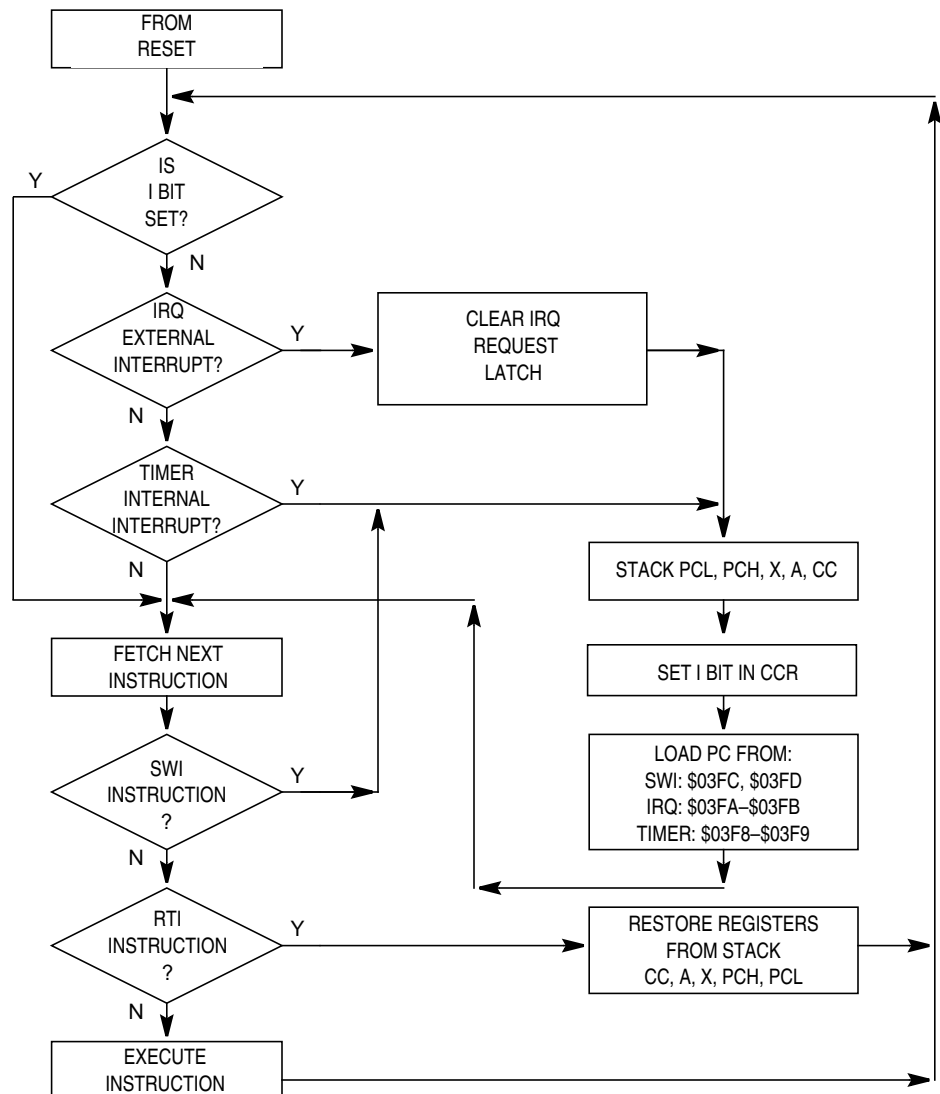 FROM
RESET
IS
I BIT
SET?
Y
N
IRQ
EXTERNAL
INTERRUPT?
Y
N
CLEAR IRQ
REQUEST
LATCH
TIMER
INTERNAL
INTERRUPT?
Y
N
STACK PCL, PCH, X, A, CC
FETCH NEXT
INSTRUCTION
SET I BIT IN CCR
SWI
INSTRUCTION
?
Y
N
LOAD PC FROM:
SWI: $03FC, $03FD
IRQ: $03FA–$03FB
TIMER: $03F8–$03F9
RTI
INSTRUCTION
?
Y
N
RESTORE REGISTERS
FROM STACK
CC, A, X, PCH, PCL
EXECUTE
INSTRUCTION